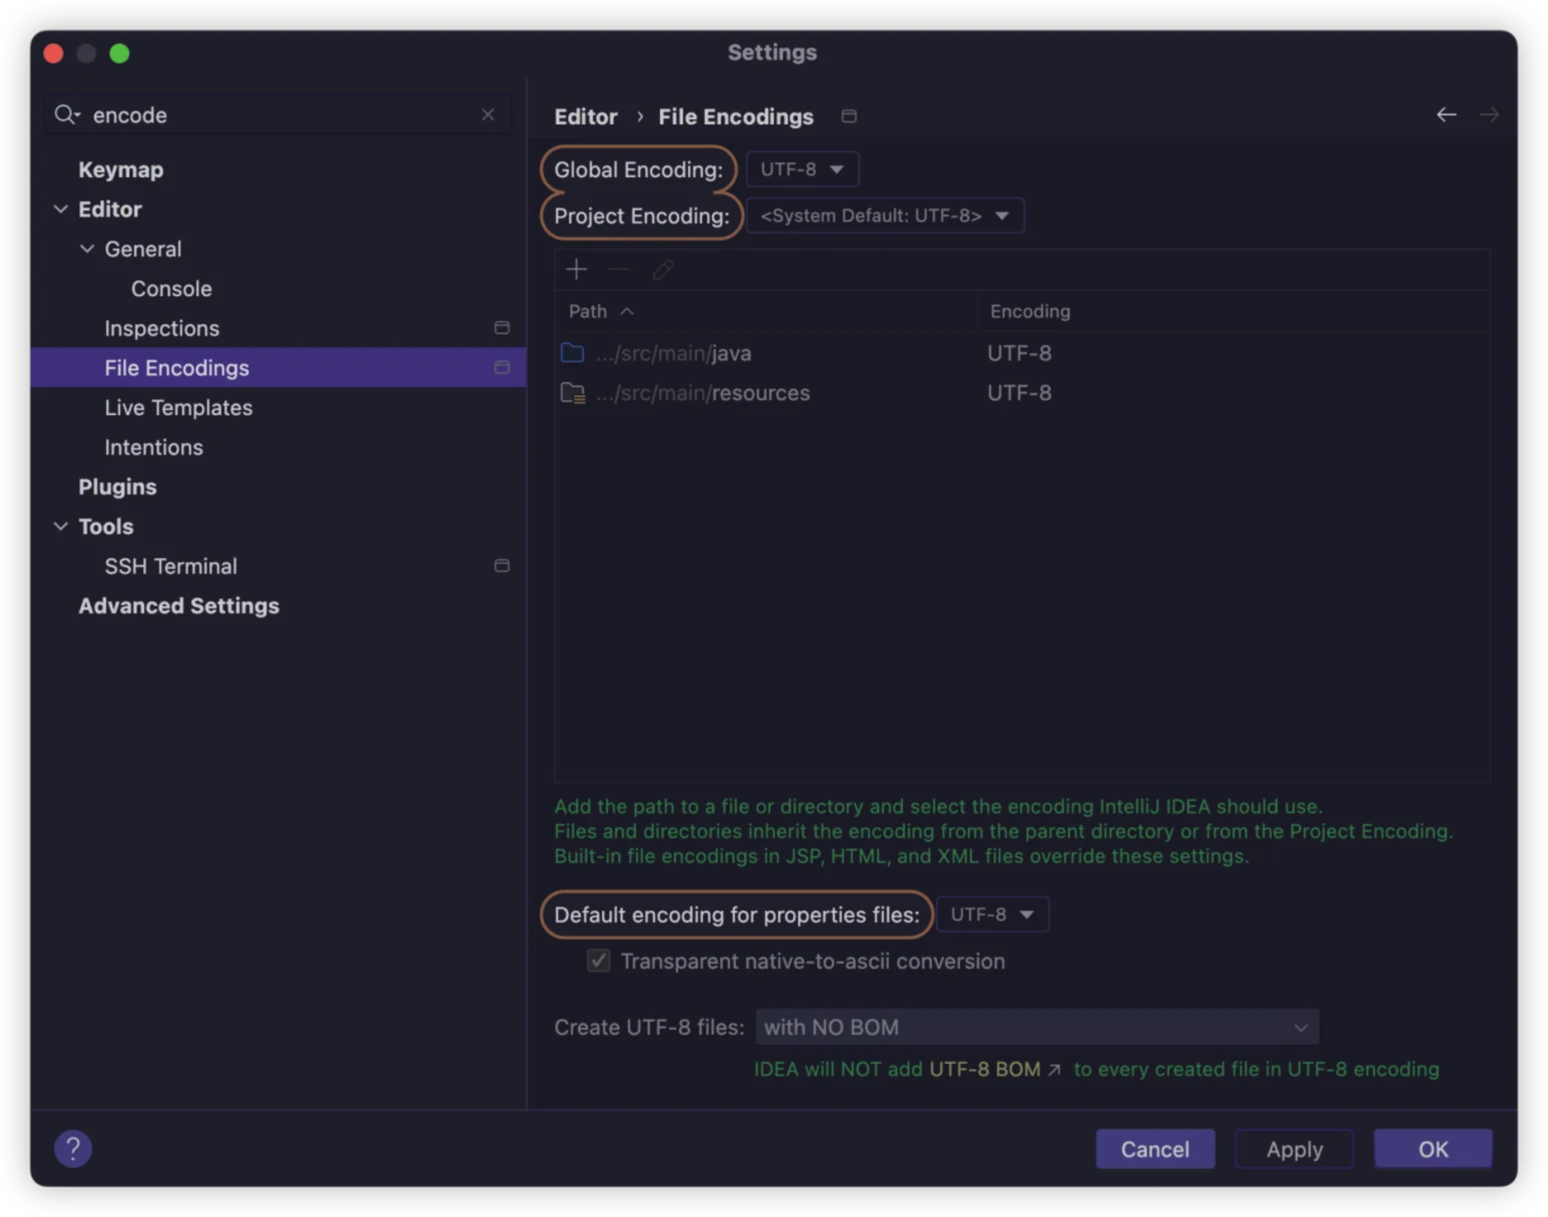 Settings
encode
Keymap
Editor
General
Console
Inspections
File Encodings
Live Templates
Intentions
Plugins
Tools
SSH Terminal
Advanced Settings
Editor › File Encodings
Global Encoding: UTF-8
Project Encoding: <System Default: UTF-8>
Path Encoding
.../src/main/java UTF-8
.../src/main/resources UTF-8
Add the path to a file or directory and select the encoding IntelliJ IDEA should use.
Files and directories inherit the encoding from the parent directory or from the Project Encoding.
Built-in file encodings in JSP, HTML, and XML files override these settings.
Default encoding for properties files: UTF-8
Transparent native-to-ascii conversion
Create UTF-8 files: with NO BOM
IDEA will NOT add UTF-8 BOM ↗ to every created file in UTF-8 encoding
? Cancel Apply OK